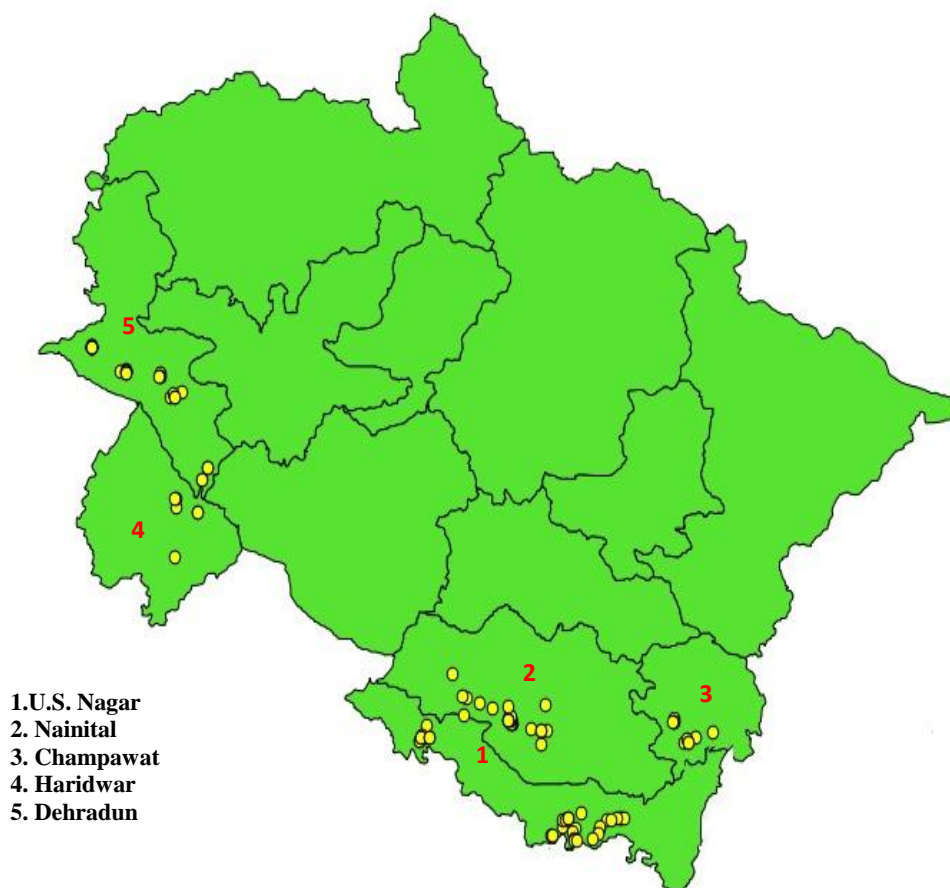 5
4
2
3
1
1.U.S. Nagar
2. Nainital
3. Champawat
4. Haridwar
5. Dehradun